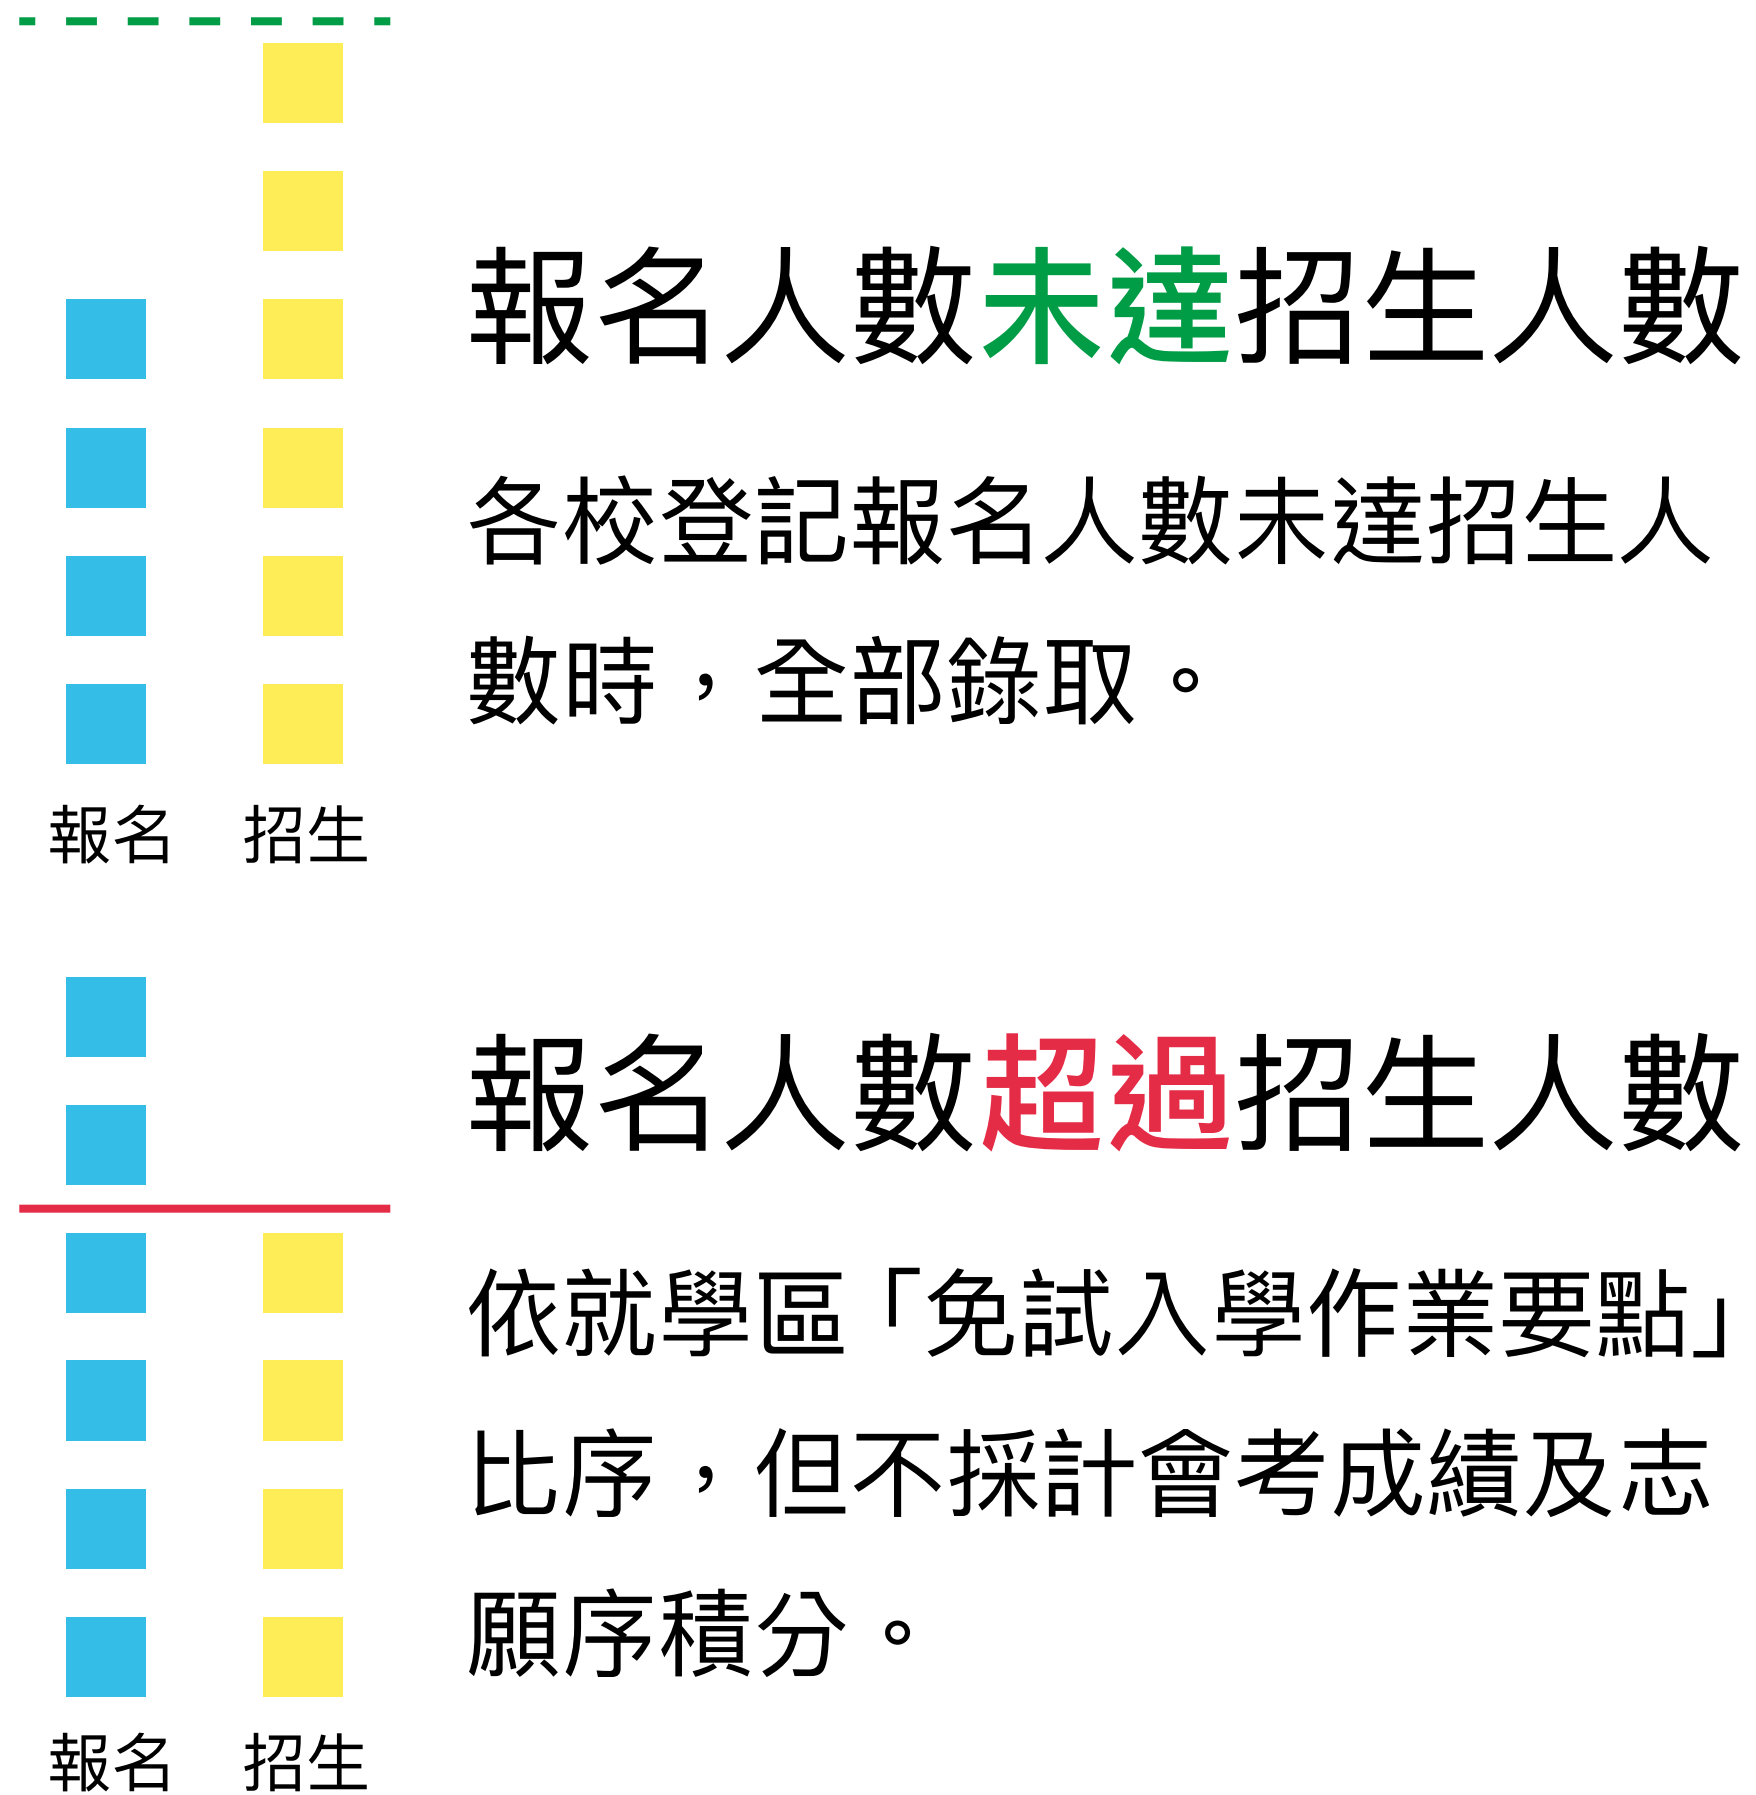 報名人數未達招生人數
各校登記報名人數未達招生人
數時，全部錄取。
報名 招生
報名人數超過招生人數
依就學區「免試入學作業要點」
比序，但不採計會考成績及志
願序積分。
報名 招生